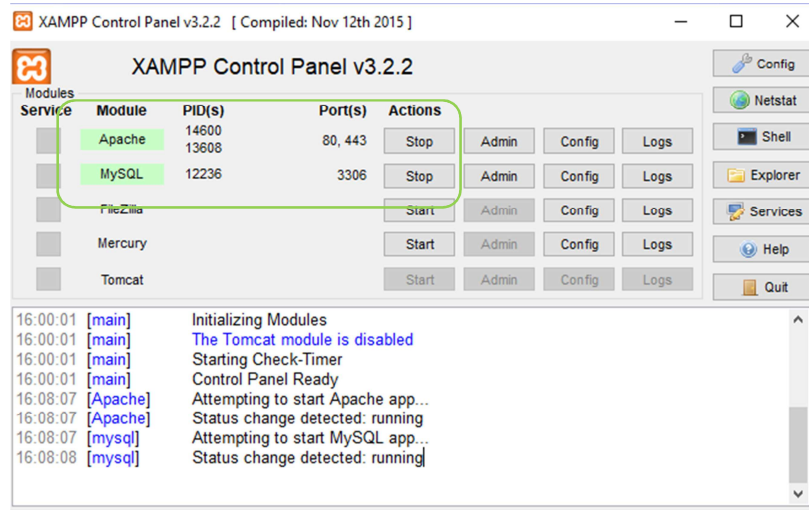 XAMPP Control Panel v3.2.2 [ Compiled: Nov 12th 2015 ]
XAMPP Control Panel v3.2.2
Config
Modules
Netstat
Service Module PID(s) Port(s) Actions
Apache 14600 13608 80, 443 Stop Admin Config Logs
Shell
MySQL 12236 3306 Stop Admin Config Logs
Explorer
FileZilla Start Admin Config Logs
Services
Mercury Start Admin Config Logs
Help
Tomcat Start Admin Config Logs
Quit
16:00:01 [main] Initializing Modules
16:00:01 [main] The Tomcat module is disabled
16:00:01 [main] Starting Check-Timer
16:00:01 [main] Control Panel Ready
16:08:07 [Apache] Attempting to start Apache app...
16:08:07 [Apache] Status change detected: running
16:08:07 [mysql] Attempting to start MySQL app...
16:08:08 [mysql] Status change detected: running